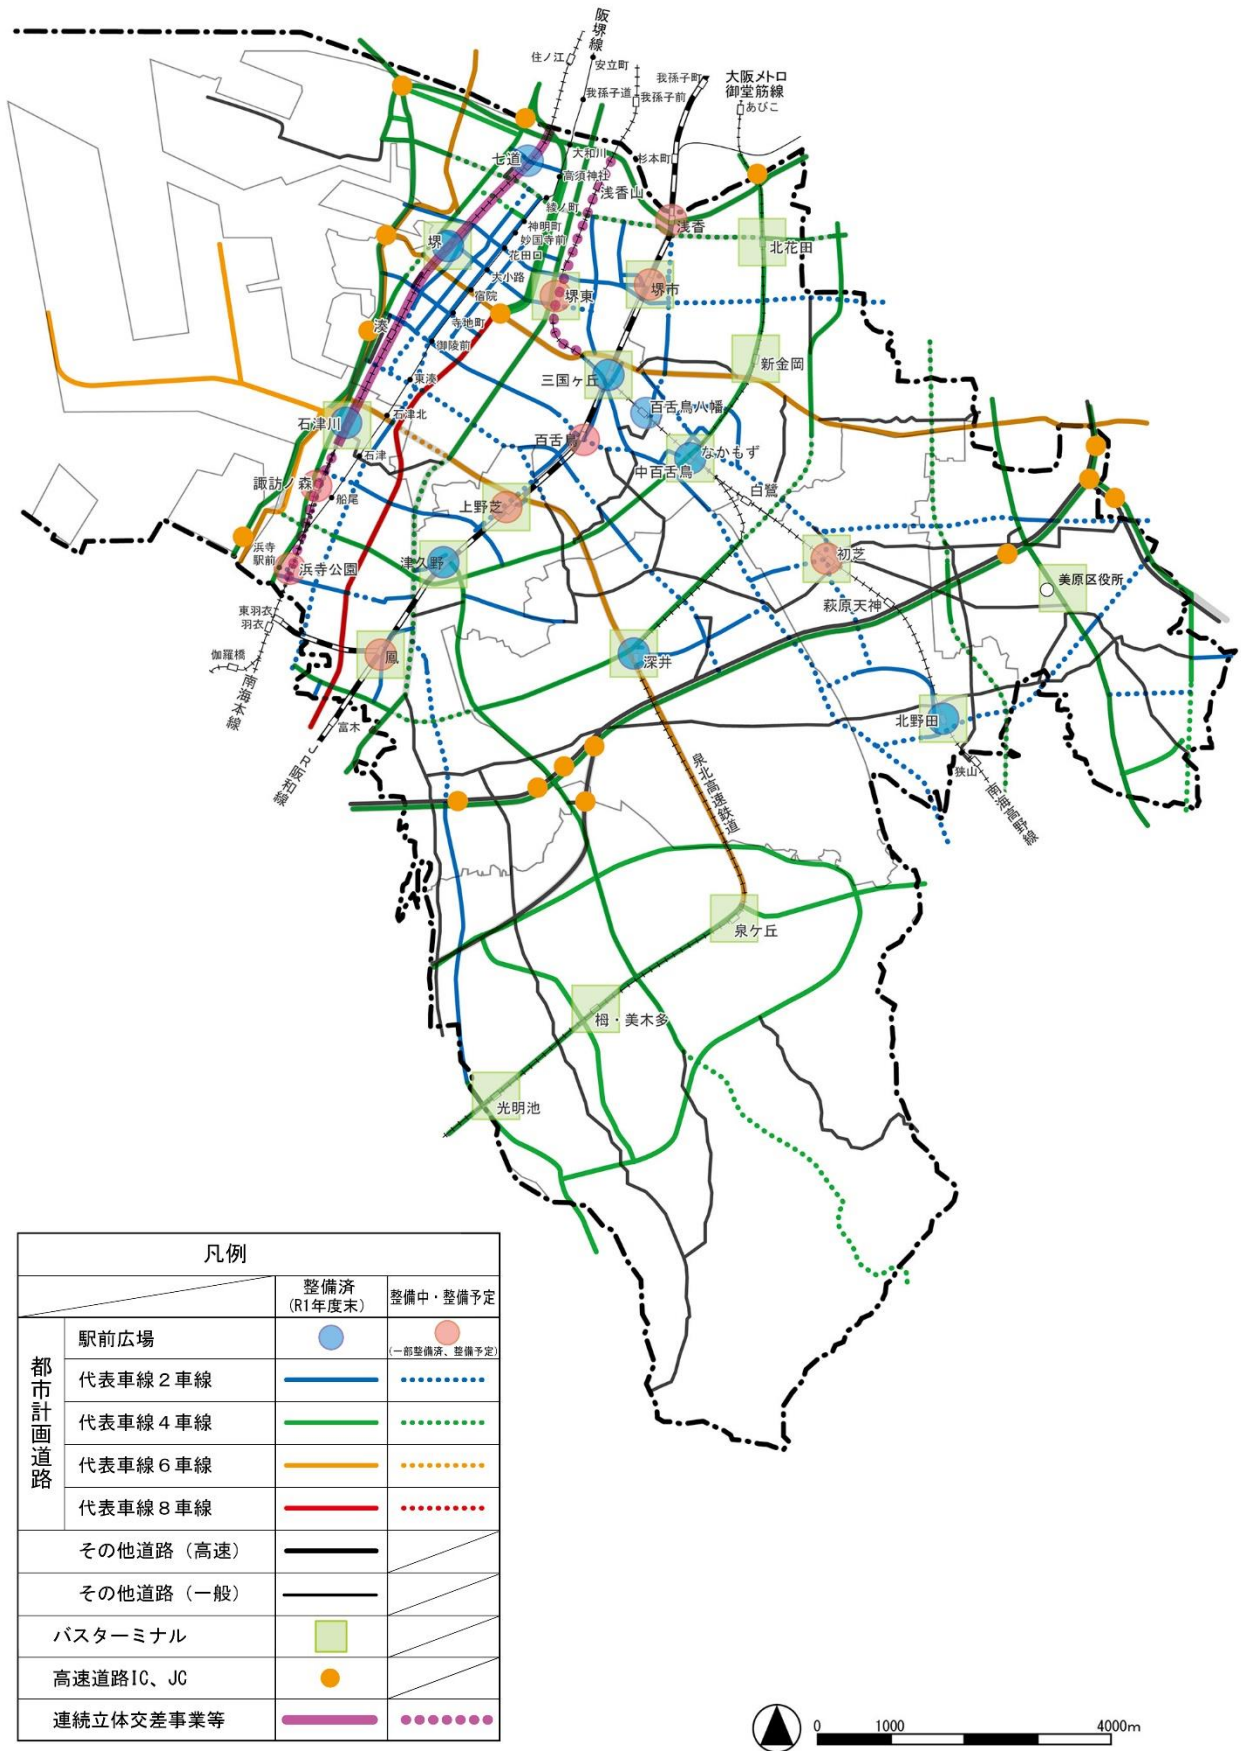 阪堺線
住ノ江
安立町
我孫子道
我孫子前
我孫子町
大阪メトロ
御堂筋線
あびこ
七道
大和川
高須神社
浅香山
杉本町
綾ノ町
神明町
妙国寺前
花田口
浅香
北花田
堺
大小路
宿院
堺東
堺市
湊
寺地町
御陵前
三国ヶ丘
新金岡
東湊
百舌鳥八幡
石津川
石津北
石津
百舌鳥
なかもず
中百舌鳥
諏訪ノ森
船尾
上野芝
白鷺
浜寺
駅前
浜寺公園
津久野
初芝
美原区役所
東羽衣
羽衣
萩原天神
伽羅橋
鳳
深井
南海本線
富木
北野田
JR阪和線
泉北高速鉄道
狭山
南海高野線
泉ケ丘
栂・美木多
光明池
凡例
整備済
(R1年度末)
整備中・整備予定
都市計画道路
駅前広場
(一部整備済、整備予定)
代表車線2車線
代表車線4車線
代表車線6車線
代表車線8車線
その他道路（高速）
その他道路（一般）
バスターミナル
高速道路IC、JC
連続立体交差事業等
0 1000 4000m